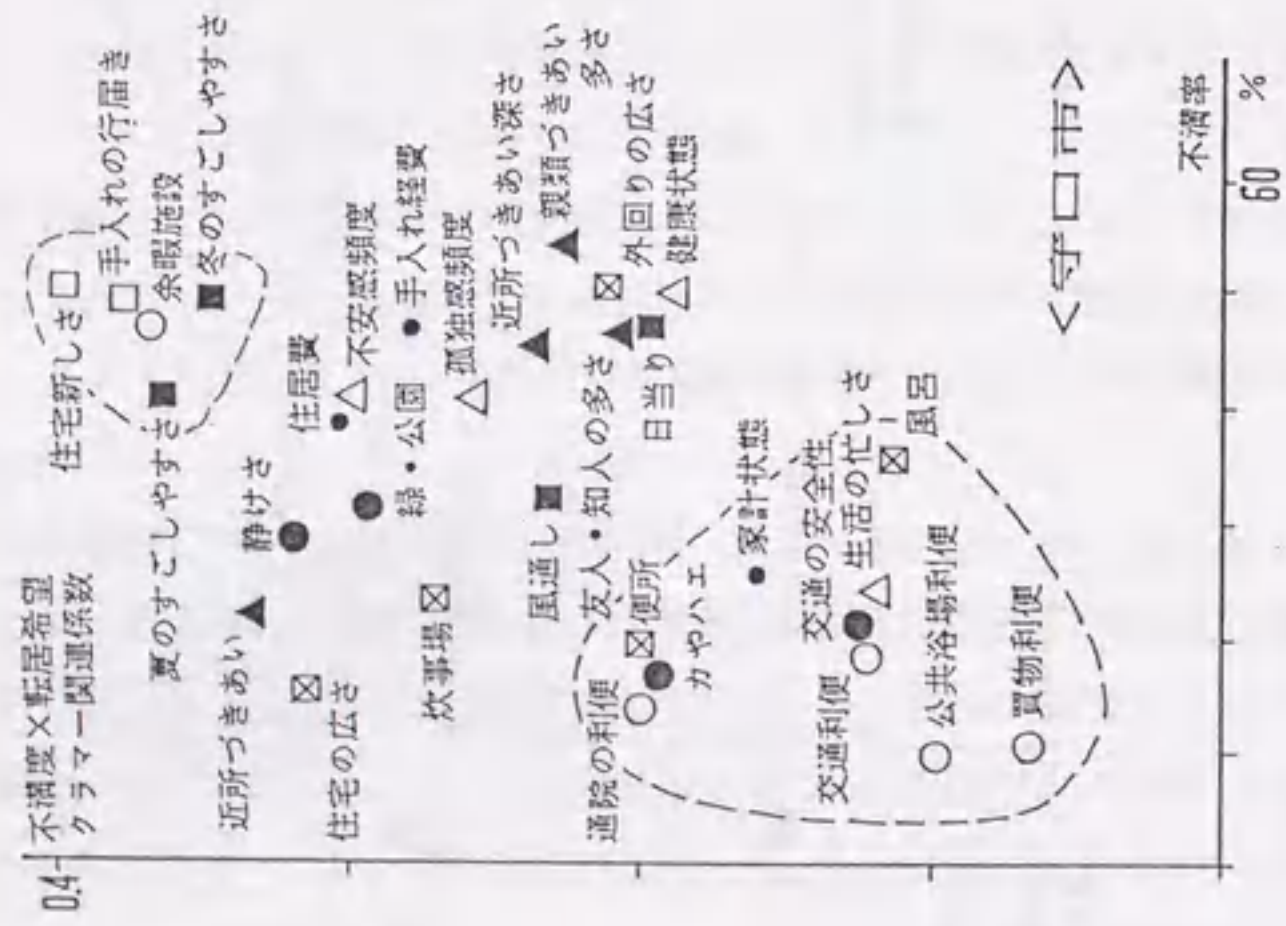 0.4
不満度×転居希望
クラマー関連係数
住宅新しさ
手入れの行届き
余暇施設
冬のすごしやすさ
夏のすごしやすさ
近所づきあい
静けさ
住宅の広さ
住居費
不安感頻度
緑・公園
手入れ経費
炊事場
孤独感頻度
近所づきあい深さ
風通し
親類づきあい
多さ
友人・知人の多さ
外回りの広さ
日当り
健康状態
通院の利便
便所
カやハエ
家計状態
交通の安全性
生活の忙しさ
交通利便
風呂
公共浴場利便
買物利便
<守口市>
不満率
60
%